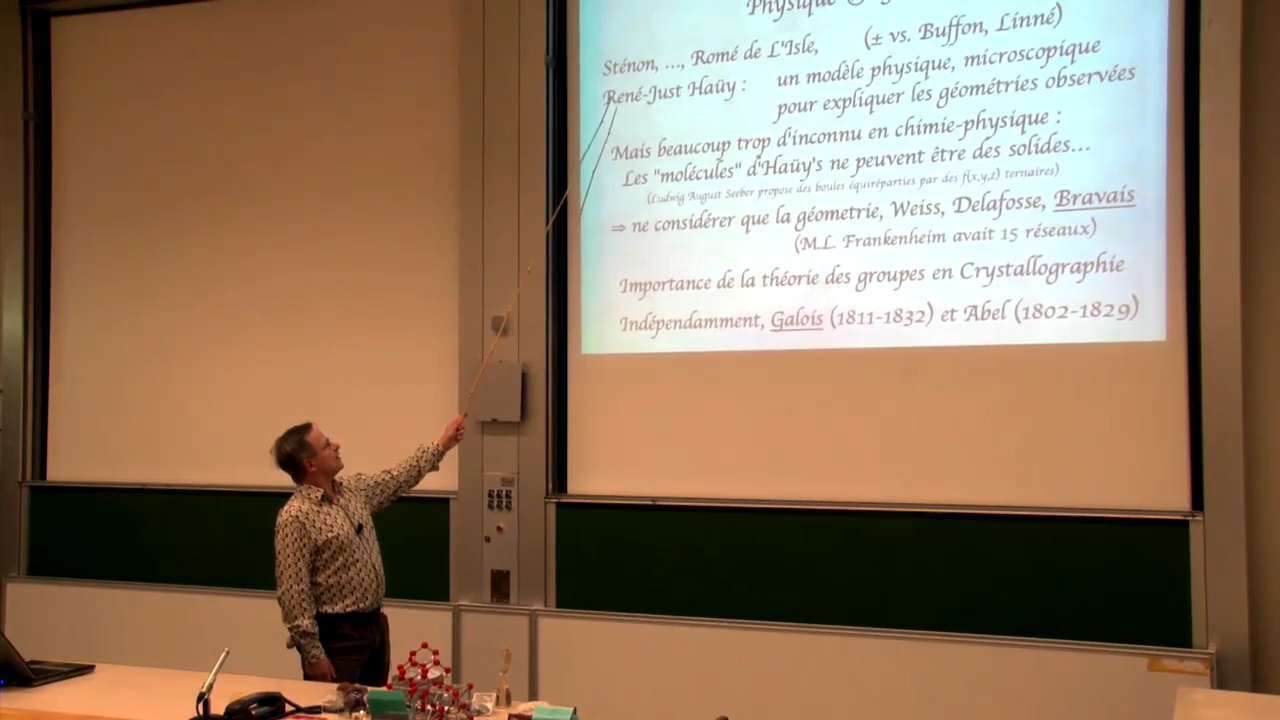 Physique
Sténon, ..., Romé de L'Isle, (± vs. Buffon, Linné)
René-Just Haüy : un modèle physique, microscopique
pour expliquer les géométries observées
Mais beaucoup trop d'inconnu en chimie-physique :
Les "molécules" d'Haüy's ne peuvent être des solides...
(Ludwig August Seeber propose des boules équiréparties par des f(x,y,z) ternaires)
⇒ ne considérer que la géometrie, Weiss, Delafosse, Bravais
(M.L. Frankenheim avait 15 réseaux)
Importance de la théorie des groupes en Crystallographie
Indépendamment, Galois (1811-1832) et Abel (1802-1829)